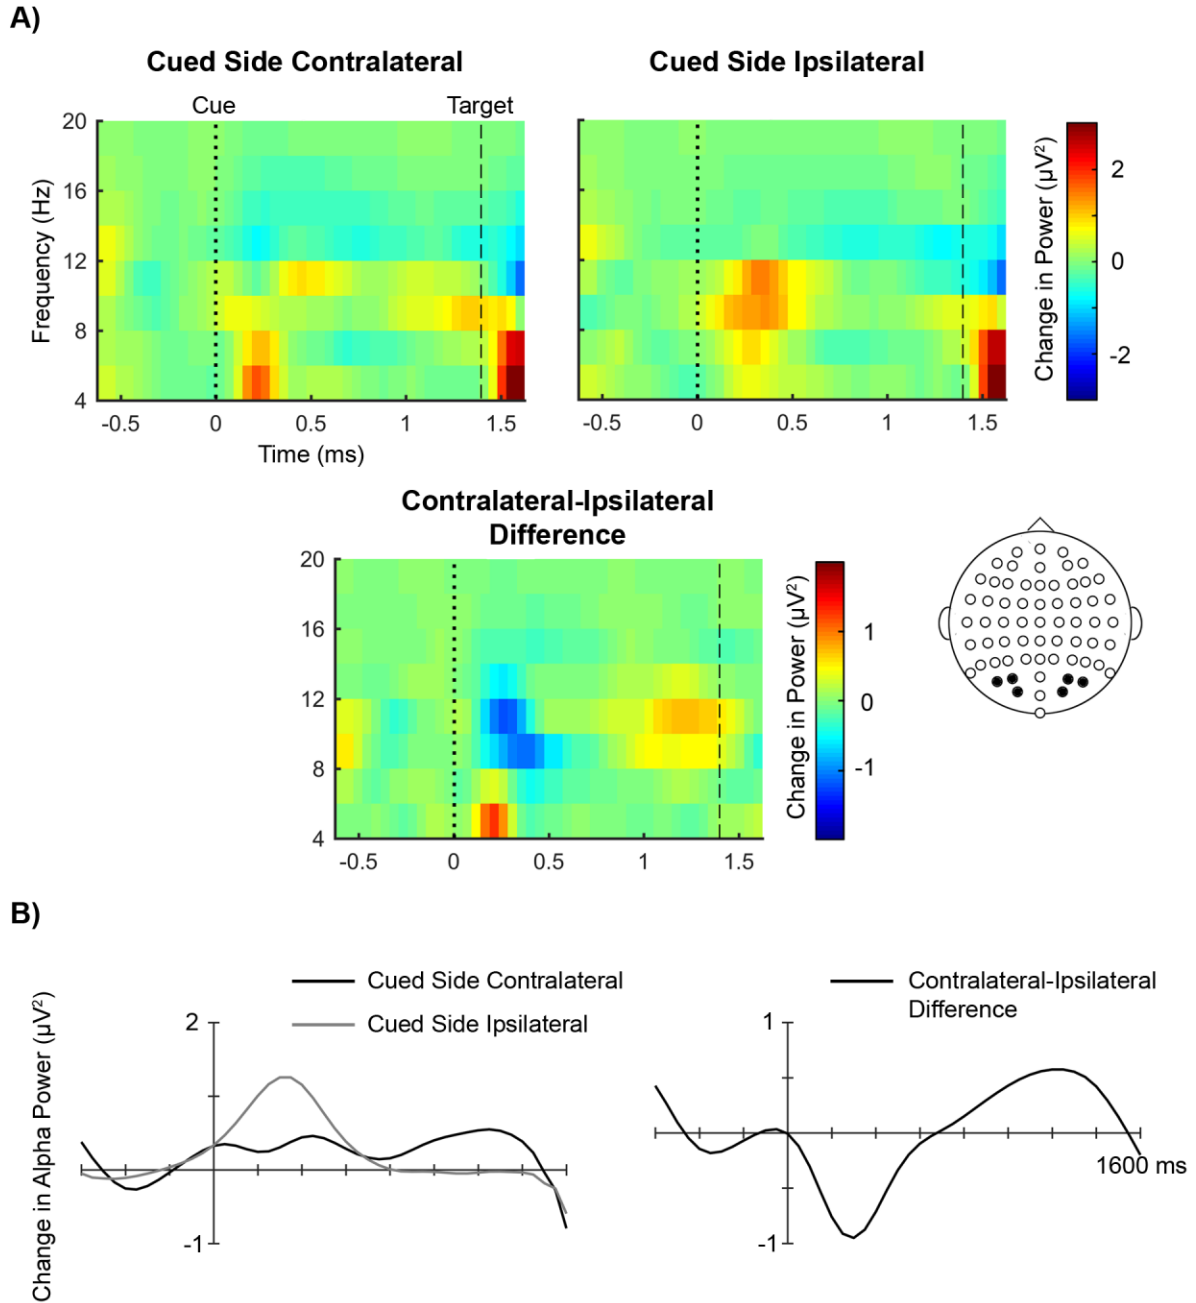 A)
Cued Side Contralateral
Cued Side Ipsilateral
Cue
Target
20
16
12
8
4
Frequency (Hz)
-0.5 0 0.5 1 1.5
Time (ms)
-0.5 0 0.5 1 1.5
2
0
-2
Change in Power (µV²)
Contralateral-Ipsilateral
Difference
20
16
12
8
4
-0.5 0 0.5 1 1.5
1
0
-1
Change in Power (µV²)
B)
Cued Side Contralateral
Cued Side Ipsilateral
Change in Alpha Power (µV²)
2
-1
Contralateral-Ipsilateral
Difference
1
-1
1600 ms